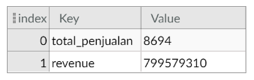 index Key Value
0 total_penjualan 8694
1 revenue 799579310